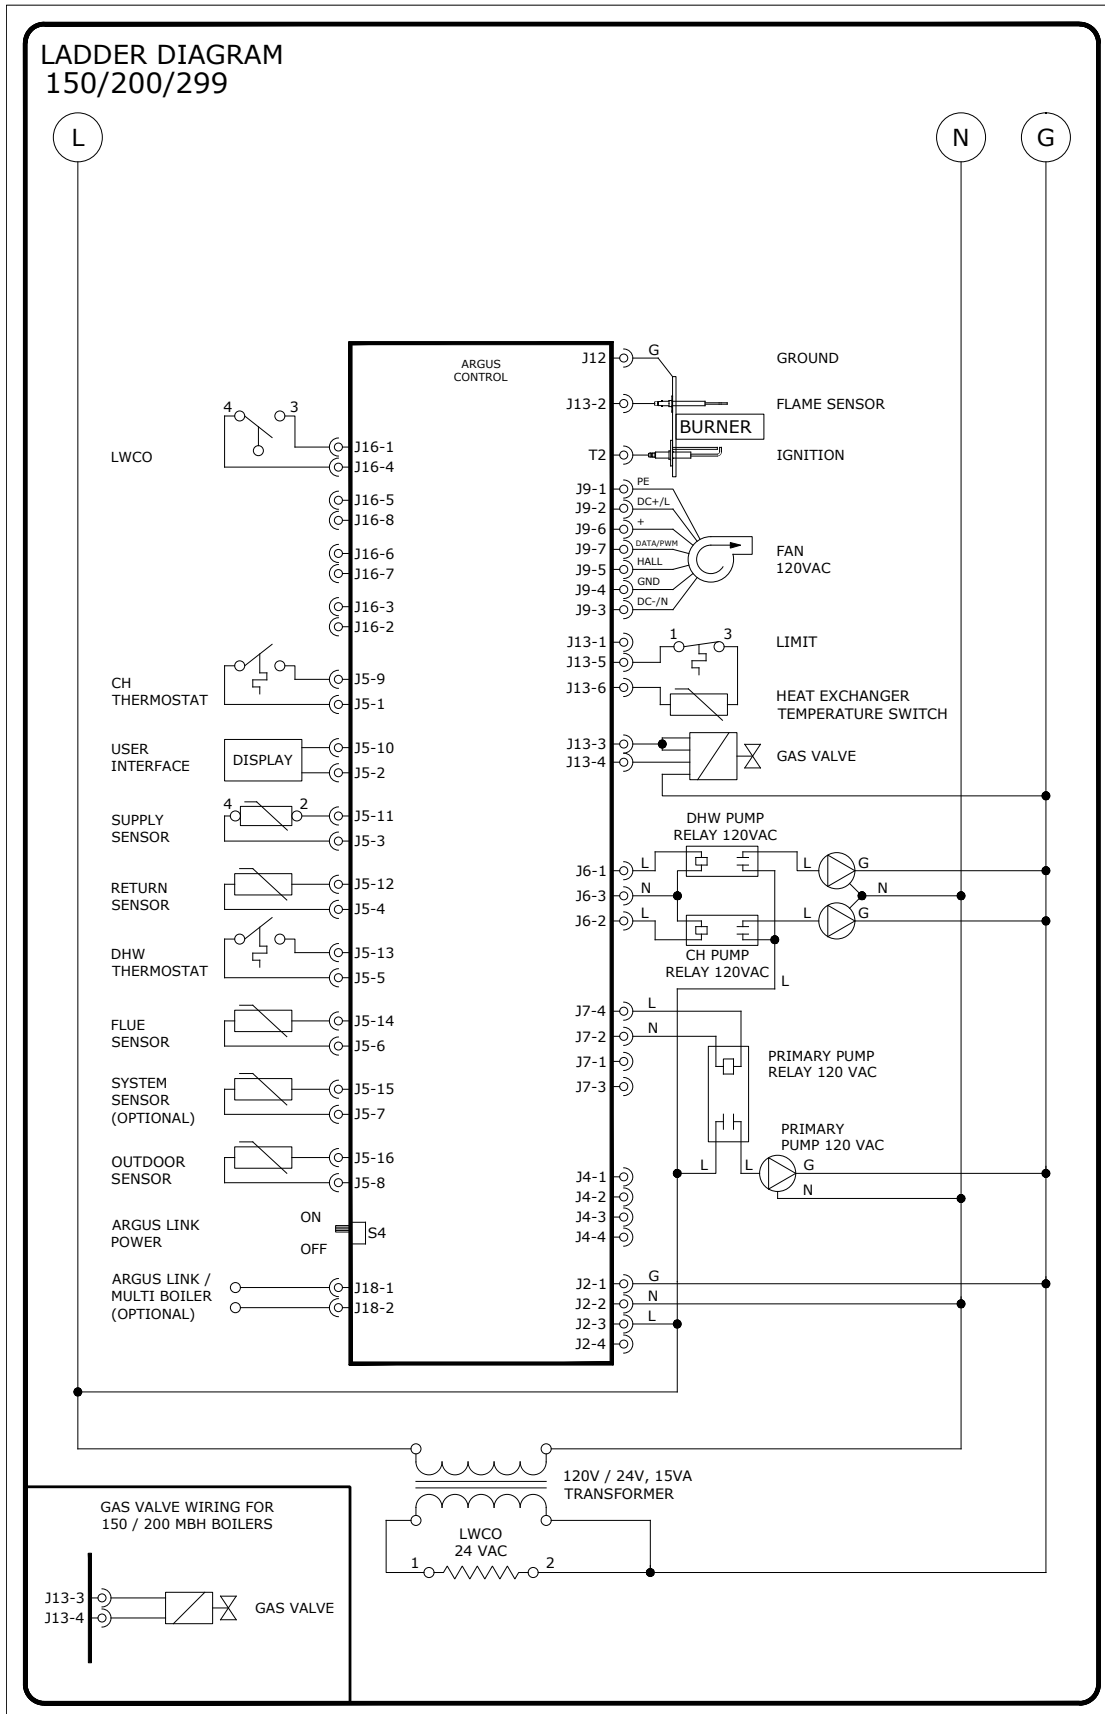 LADDER DIAGRAM
150/200/299
L
N
G
ARGUS
CONTROL
LWCO
4
3
J16-1
J16-4
J16-5
J16-8
J16-6
J16-7
J16-3
J16-2
CH
THERMOSTAT
J5-9
J5-1
USER
INTERFACE
DISPLAY
J5-10
J5-2
SUPPLY
SENSOR
4
2
J5-11
J5-3
RETURN
SENSOR
J5-12
J5-4
DHW
THERMOSTAT
J5-13
J5-5
FLUE
SENSOR
J5-14
J5-6
SYSTEM
SENSOR
(OPTIONAL)
J5-15
J5-7
OUTDOOR
SENSOR
J5-16
J5-8
ARGUS LINK
POWER
ON
OFF
S4
ARGUS LINK /
MULTI BOILER
(OPTIONAL)
J18-1
J18-2
J12
G
GROUND
J13-2
FLAME SENSOR
BURNER
T2
IGNITION
J9-1
PE
J9-2
DC+/L
J9-6
+
J9-7
DATA/PWM
J9-5
HALL
J9-4
GND
J9-3
DC-/N
FAN
120VAC
J13-1
J13-5
J13-6
1
3
LIMIT
HEAT EXCHANGER
TEMPERATURE SWITCH
J13-3
J13-4
GAS VALVE
DHW PUMP
RELAY 120VAC
J6-1
L
L
G
J6-3
N
N
J6-2
L
L
G
CH PUMP
RELAY 120VAC
L
J7-4
L
J7-2
N
J7-1
J7-3
PRIMARY PUMP
RELAY 120 VAC
PRIMARY
PUMP 120 VAC
L
L
G
N
J4-1
J4-2
J4-3
J4-4
J2-1
G
J2-2
N
J2-3
L
J2-4
120V / 24V, 15VA
TRANSFORMER
LWCO
24 VAC
1
2
GAS VALVE WIRING FOR
150 / 200 MBH BOILERS
J13-3
J13-4
GAS VALVE